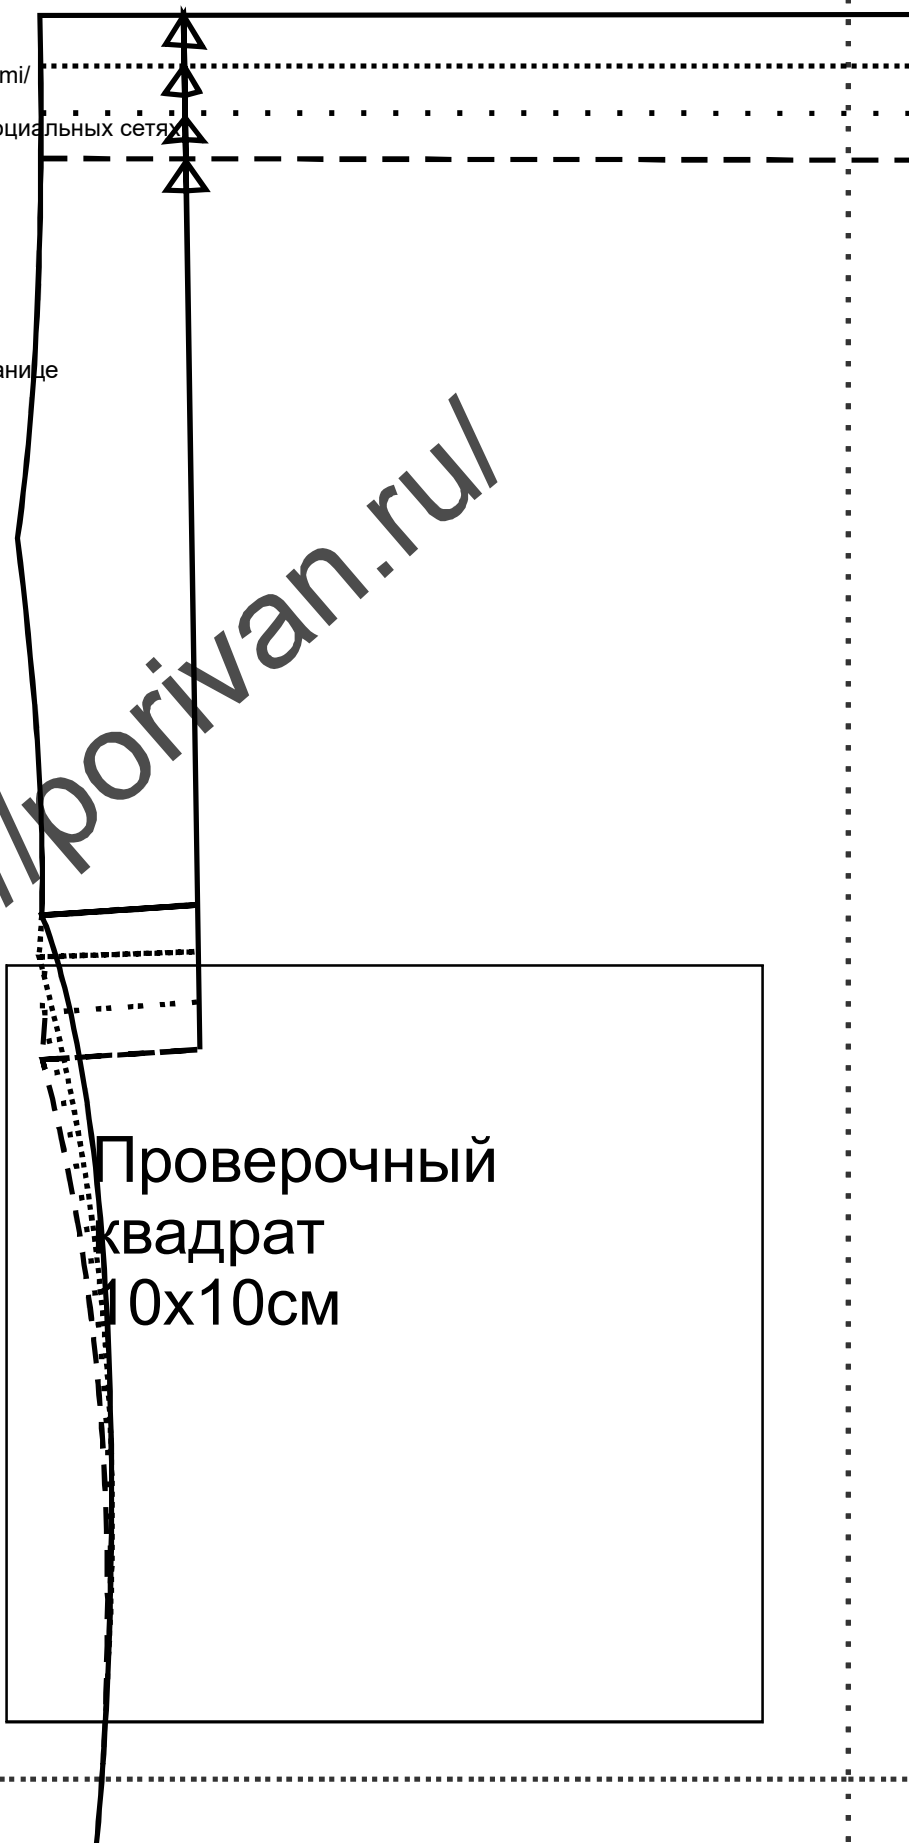 mi/
оциальных сетях
анице
//porivan.ru/
Проверочный
квадрат
10х10см